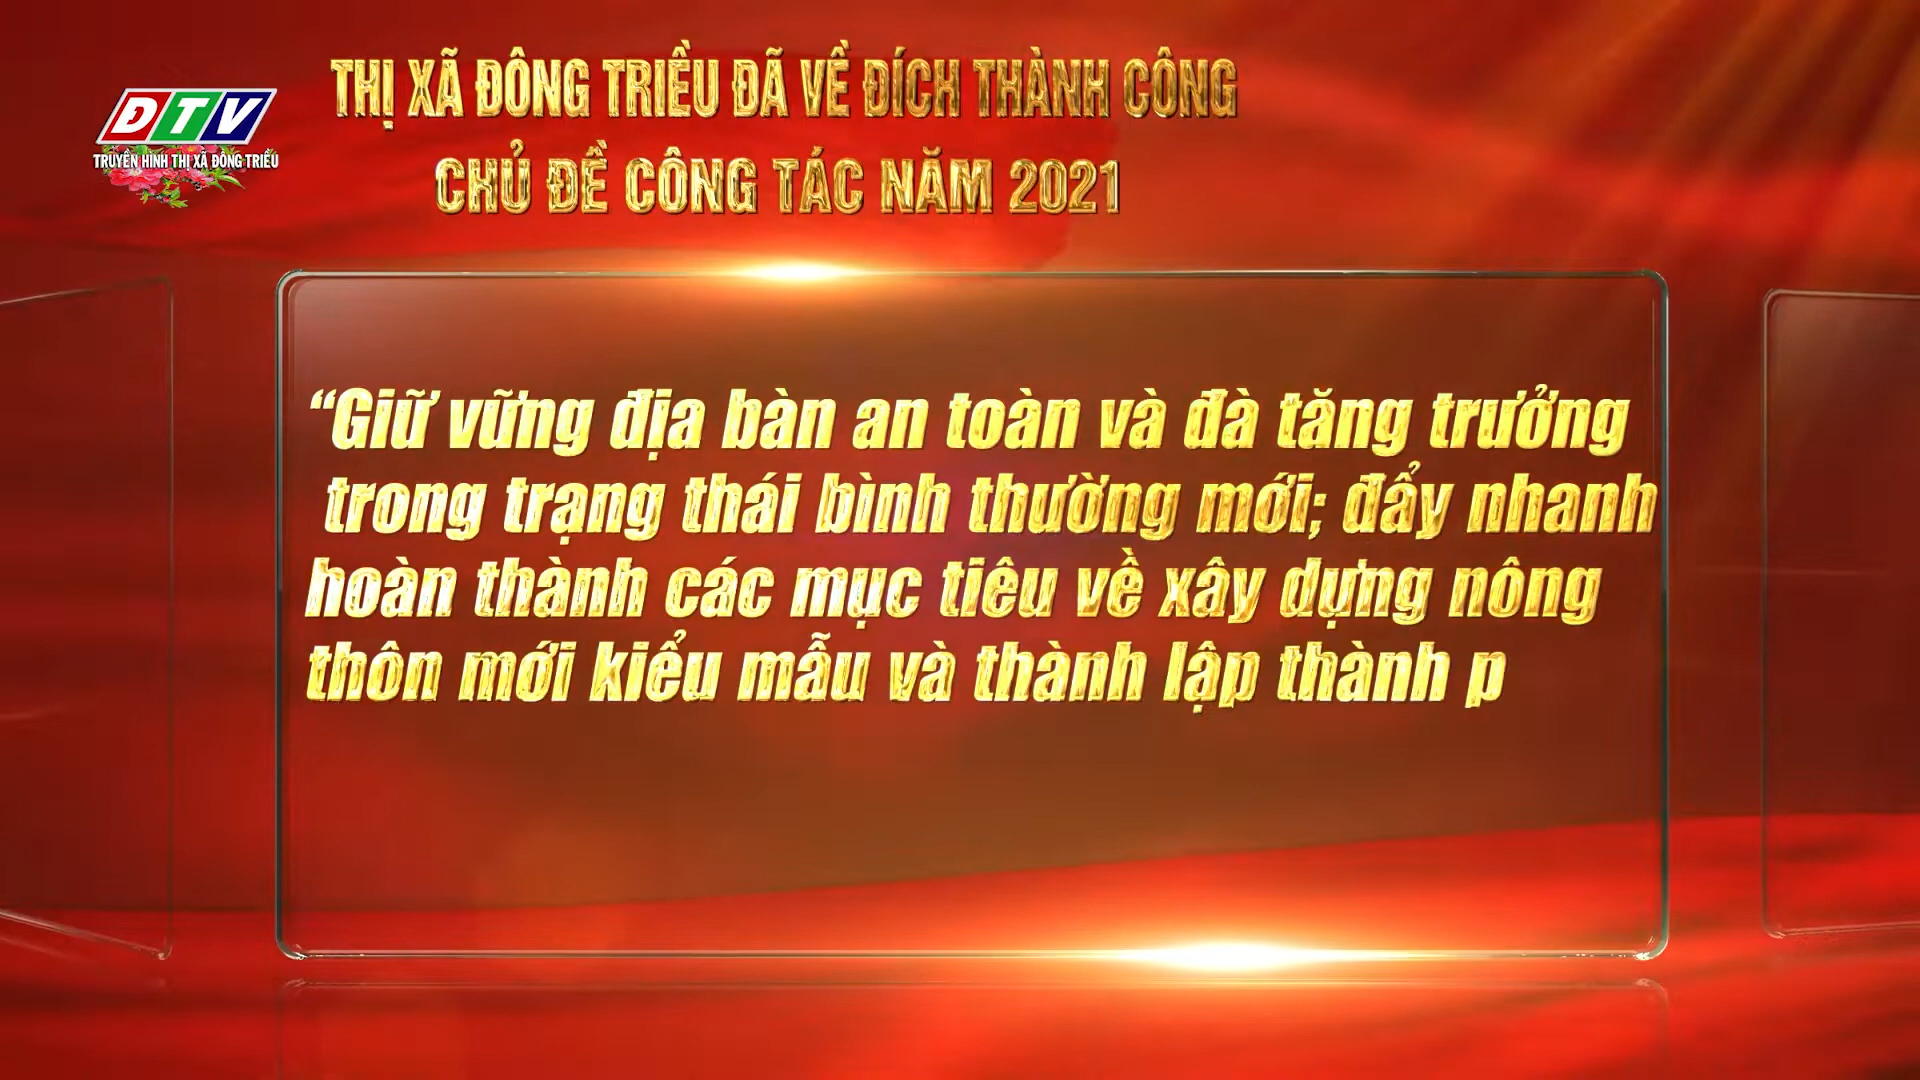 THỊ XÃ ĐÔNG TRIỀU ĐÃ VỀ ĐÍCH THÀNH CÔNG
CHỦ ĐỀ CÔNG TÁC NĂM 2021
ĐTV
TRUYỀN HÌNH THỊ XÃ ĐÔNG TRIỀU
“Giữ vững địa bàn an toàn và đà tăng trưởng
trong trạng thái bình thường mới; đẩy nhanh
hoàn thành các mục tiêu về xây dựng nông
thôn mới kiểu mẫu và thành lập thành p